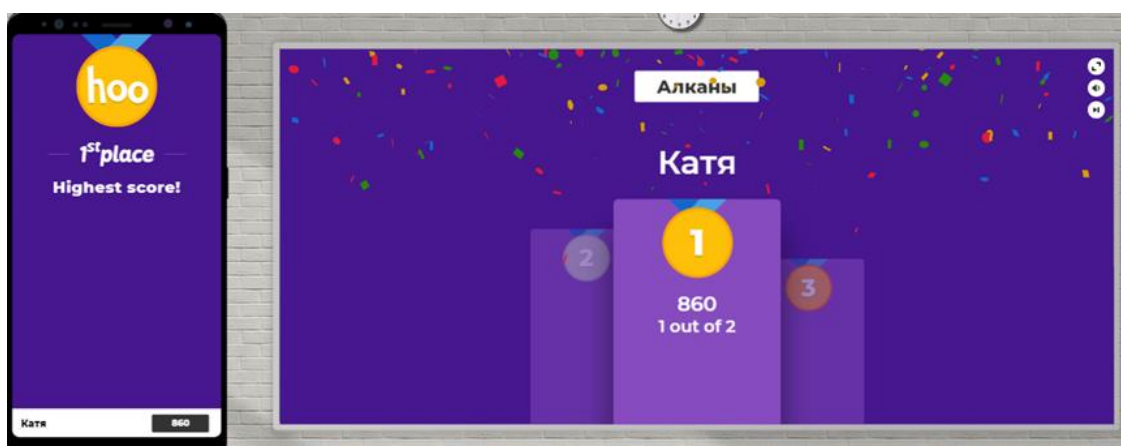 hoo
1st place
Highest score!
Катя
860
Алканы
Катя
1
860
1 out of 2
2
3